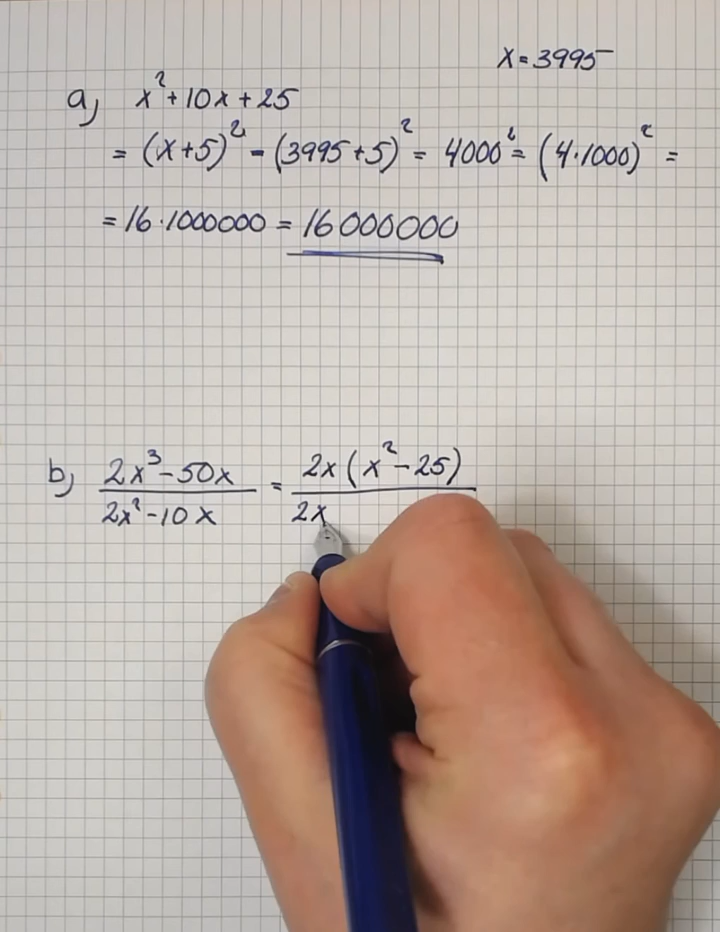 x = 3995
a) x² + 10x + 25
= (x+5)² = (3995+5)² = 4000² = (4·1000)² =
= 16·1000000 = 16000000
b) (2x³ - 50x)/(2x² - 10x) = (2x(x² - 25))/(2x